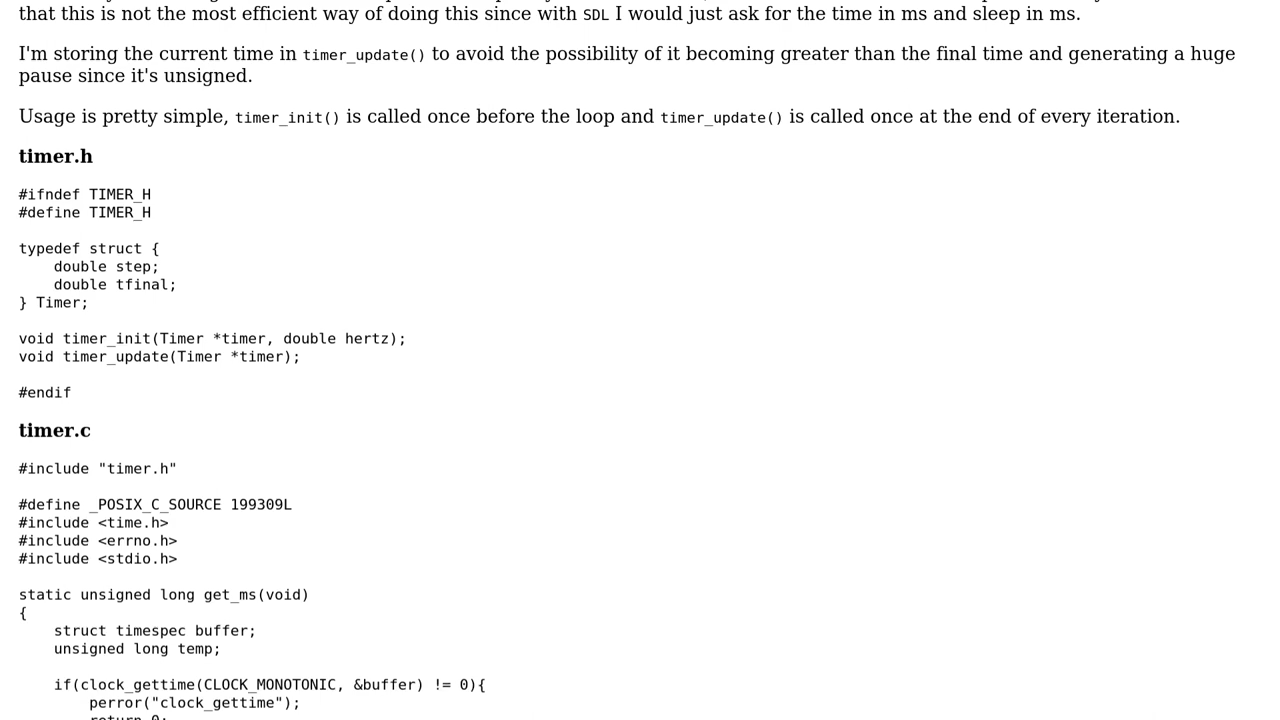 that this is not the most efficient way of doing this since with SDL I would just ask for the time in ms and sleep in ms.
I'm storing the current time in timer_update() to avoid the possibility of it becoming greater than the final time and generating a huge
pause since it's unsigned.
Usage is pretty simple, timer_init() is called once before the loop and timer_update() is called once at the end of every iteration.
timer.h
#ifndef TIMER_H
#define TIMER_H
typedef struct {
    double step;
    double tfinal;
} Timer;
void timer_init(Timer *timer, double hertz);
void timer_update(Timer *timer);
#endif
timer.c
#include "timer.h"
#define _POSIX_C_SOURCE 199309L
#include <time.h>
#include <errno.h>
#include <stdio.h>
static unsigned long get_ms(void)
{
    struct timespec buffer;
    unsigned long temp;
    if(clock_gettime(CLOCK_MONOTONIC, &buffer) != 0){
        perror("clock_gettime");
        return 0;